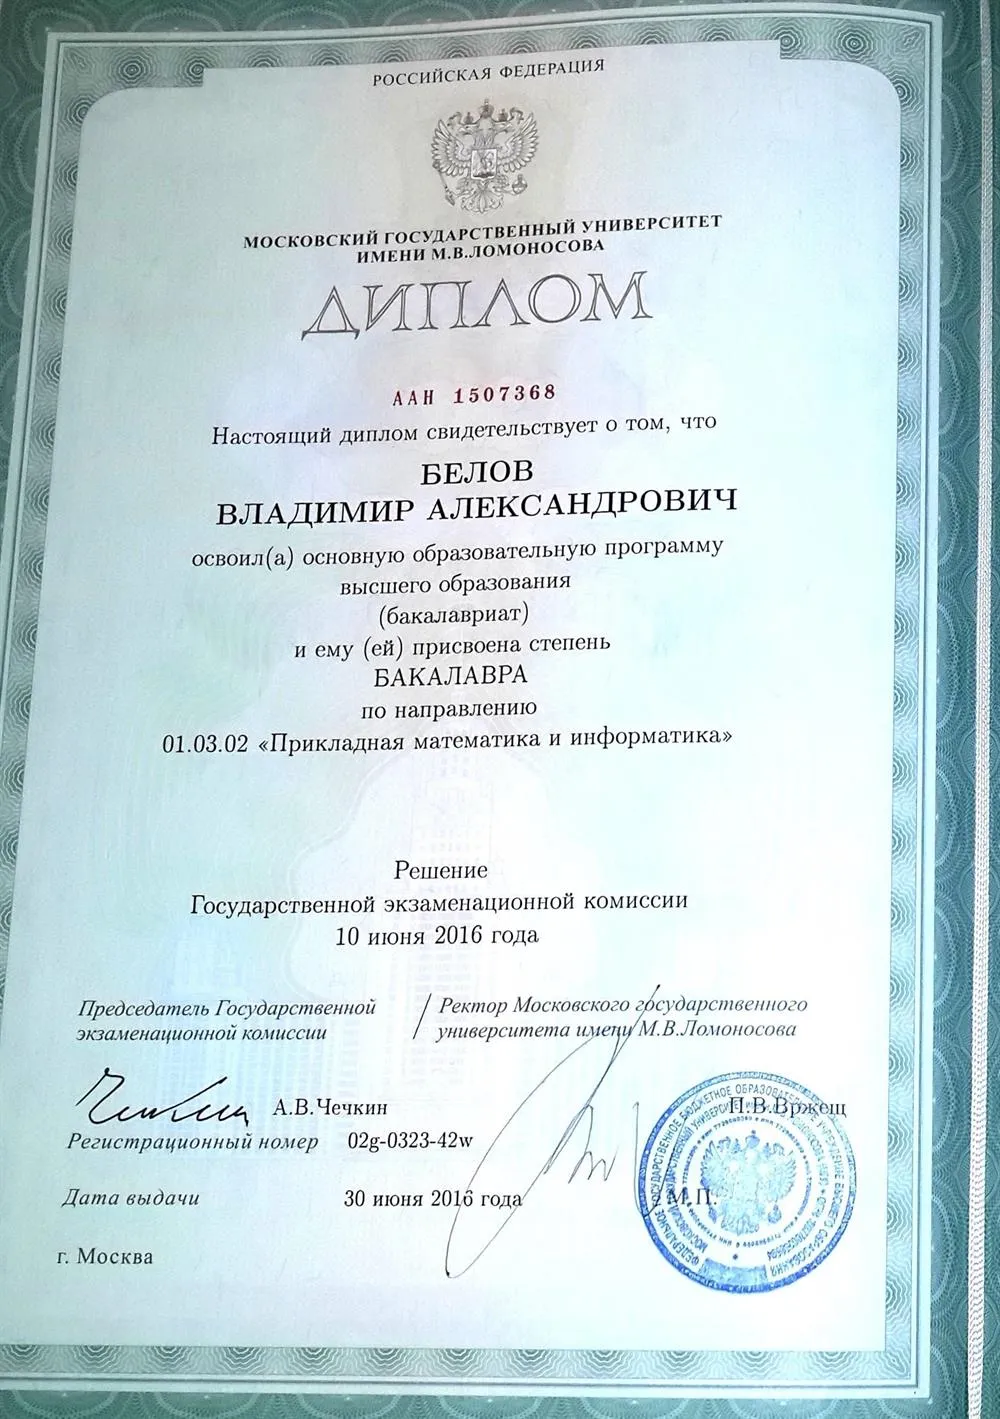 РОССИЙСКАЯ ФЕДЕРАЦИЯ
МОСКОВСКИЙ ГОСУДАРСТВЕННЫЙ УНИВЕРСИТЕТ
ИМЕНИ М.В.ЛОМОНОСОВА
ДИПЛОМ
ААН 1507368
Настоящий диплом свидетельствует о том, что
БЕЛОВ
ВЛАДИМИР АЛЕКСАНДРОВИЧ
освоил(а) основную образовательную программу
высшего образования
(бакалавриат)
и ему (ей) присвоена степень
БАКАЛАВРА
по направлению
01.03.02 «Прикладная математика и информатика»
Решение
Государственной экзаменационной комиссии
10 июня 2016 года
Председатель Государственной
экзаменационной комиссии
/ Ректор Московского государственного
университета имени М.В.Ломоносова
А.В.Чечкин
П.В.Вржещ
Регистрационный номер 02g-0323-42w
Дата выдачи 30 июня 2016 года
М.П.
г. Москва